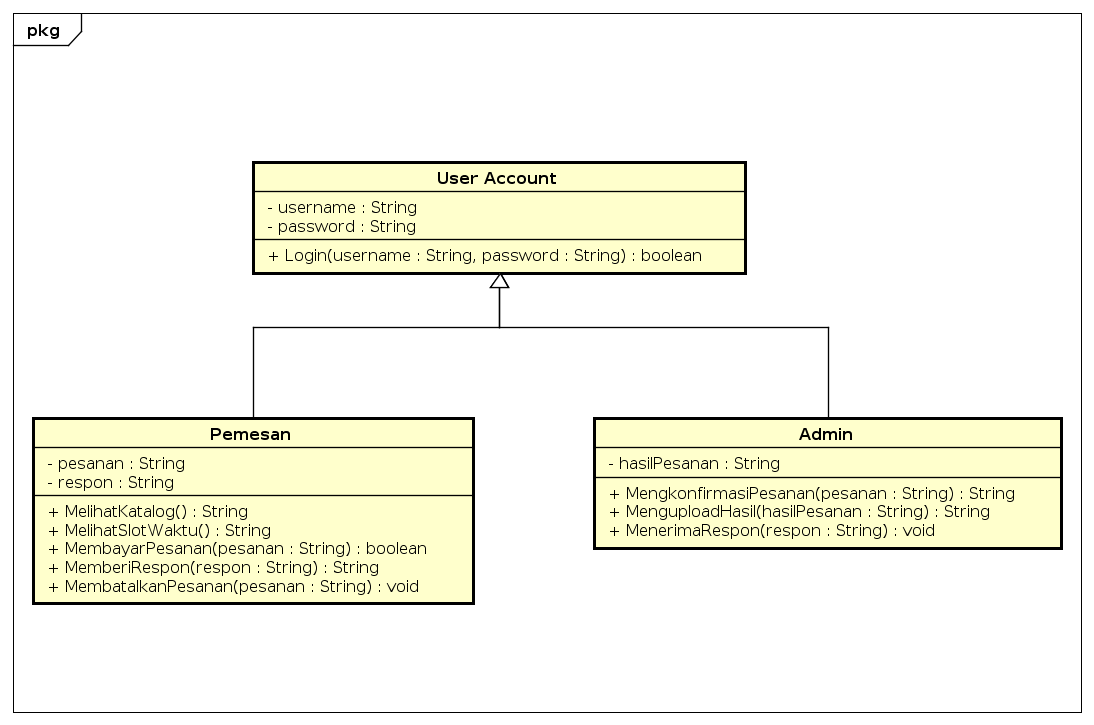 pkg
User Account
- username : String
- password : String
+ Login(username : String, password : String) : boolean
Pemesan
- pesanan : String
- respon : String
+ MelihatKatalog() : String
+ MelihatSlotWaktu() : String
+ MembayarPesanan(pesanan : String) : boolean
+ MemberiRespon(respon : String) : String
+ MembatalkanPesanan(pesanan : String) : void
Admin
- hasilPesanan : String
+ MengkonfirmasiPesanan(pesanan : String) : String
+ MenguploadHasil(hasilPesanan : String) : String
+ MenerimaRespon(respon : String) : void